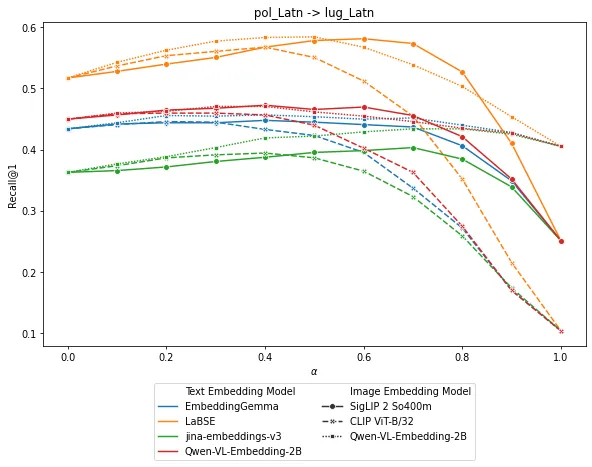 pol_Latn -> lug_Latn
0.6
0.5
0.4
0.3
0.2
0.1
Recall@1
0.0
0.2
0.4
0.6
0.8
1.0
α
Text Embedding Model
EmbeddingGemma
LaBSE
jina-embeddings-v3
Qwen-VL-Embedding-2B
Image Embedding Model
SigLIP 2 So400m
CLIP ViT-B/32
Qwen-VL-Embedding-2B